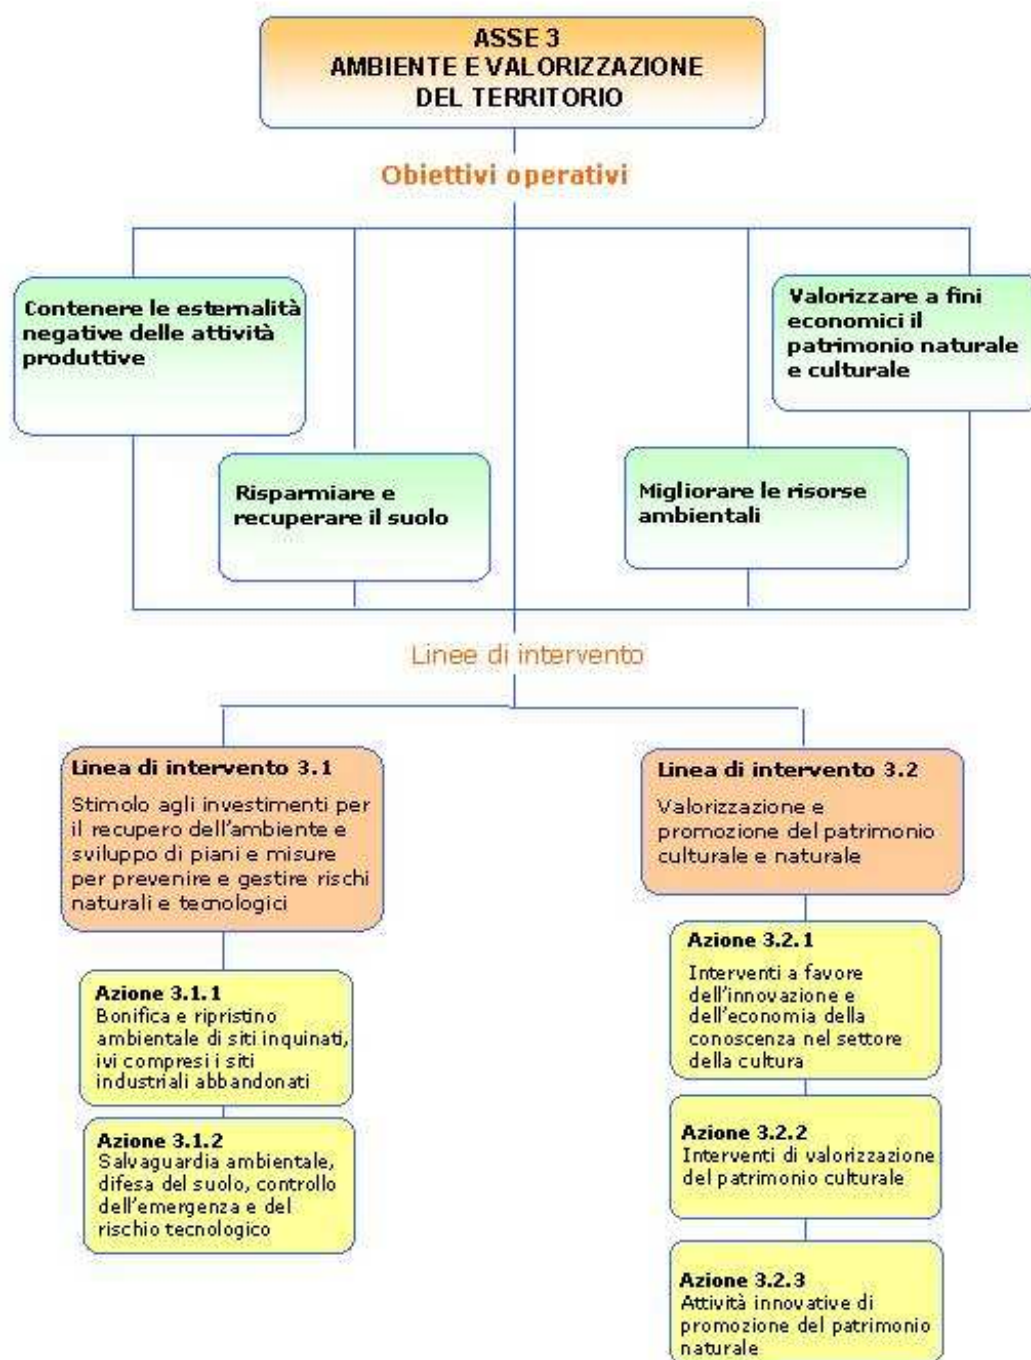 ASSE 3
AMBIENTE E VALORIZZAZIONE
DEL TERRITORIO
Obiettivi operativi
Contenere le esternalità
negative delle attività
produttive
Valorizzare a fini
economici il
patrimonio naturale
e culturale
Risparmiare e
recuperare il suolo
Migliorare le risorse
ambientali
Linee di intervento
Linea di intervento 3.1
Stimolo agli investimenti per
il recupero dell'ambiente e
sviluppo di piani e misure
per prevenire e gestire rischi
naturali e tecnologici
Linea di intervento 3.2
Valorizzazione e
promozione del patrimonio
culturale e naturale
Azione 3.1.1
Bonifica e ripristino
ambientale di siti inquinati,
ivi compresi i siti
industriali abbandonati
Azione 3.1.2
Salvaguardia ambientale,
difesa del suolo, controllo
dell'emergenza e del
rischio tecnologico
Azione 3.2.1
Interventi a favore
dell'innovazione e
dell'economia della
conoscenza nel settore
della cultura
Azione 3.2.2
Interventi di valorizzazione
del patrimonio culturale
Azione 3.2.3
Attività innovative di
promozione del patrimonio
naturale